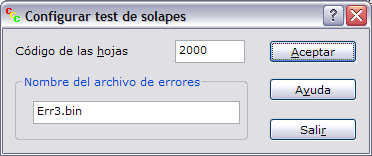 Configurar test de solapes
Código de las hojas 2000 Aceptar
Nombre del archivo de errores
Ayuda
Err3.bin
Salir